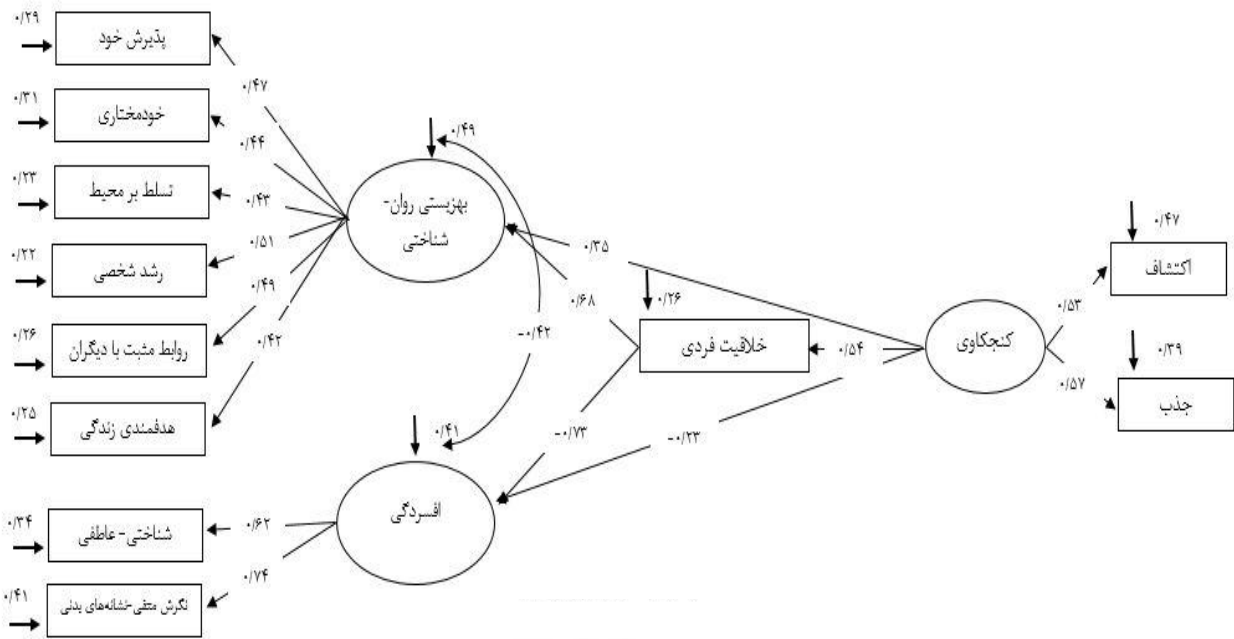 ۰/۲۹
پذیرش خود
۰/۴۷
۰/۳۱
خودمختاری
۰/۴۴
۰/۲۳
تسلط بر محیط
۰/۴۳
۰/۲۲
رشد شخصی
۰/۵۱
۰/۲۶
روابط مثبت با دیگران
۰/۴۹
۰/۲۵
هدفمندی زندگی
۰/۴۲
۰/۳۴
شناختی- عاطفی
۰/۶۲
۰/۴۱
نگرش منفی-نشانه‌های بدنی
۰/۷۴
۰/۴۹
بهزیستی روان-
شناختی
-۰/۴۲
۰/۴۱
افسردگی
۰/۳۵
۰/۶۸
۰/۲۶
خلاقیت فردی
۰/۵۴
-۰/۷۳
-۰/۲۳
کنجکاوی
۰/۵۳
۰/۴۷
اکتشاف
۰/۵۷
۰/۳۹
جذب